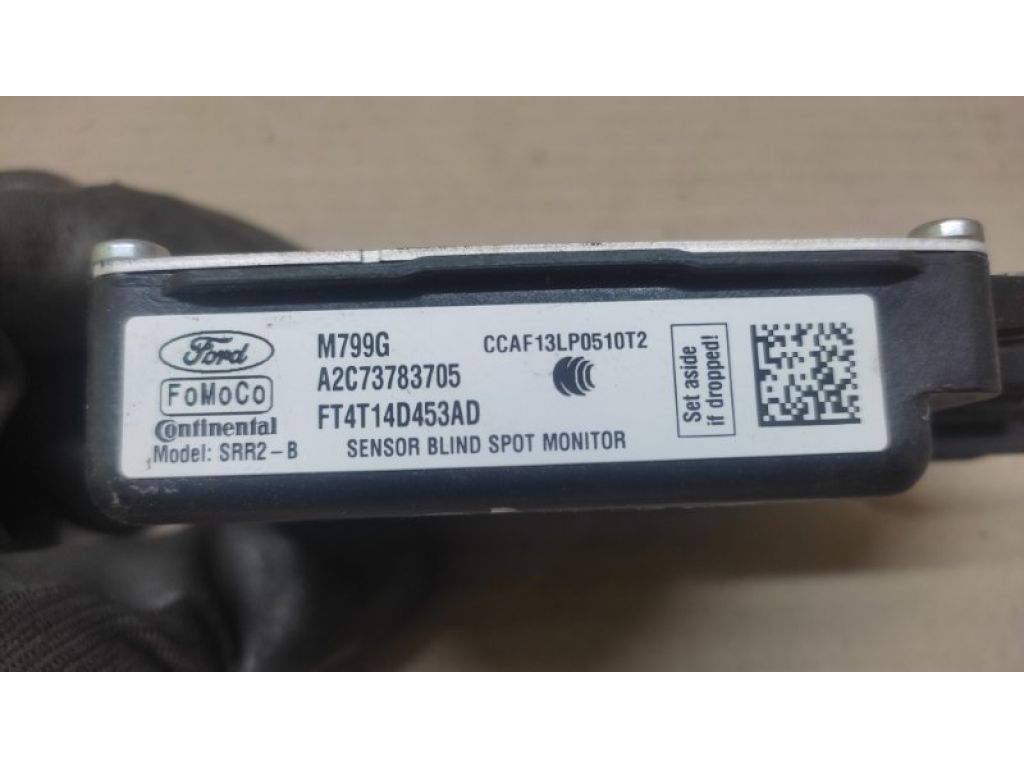 Ford
FoMoCo
Continental
Model: SRR2-B
M799G
A2C73783705
FT4T14D453AD
SENSOR BLIND SPOT MONITOR
CCAF13LP0510T2
Set aside
if dropped!